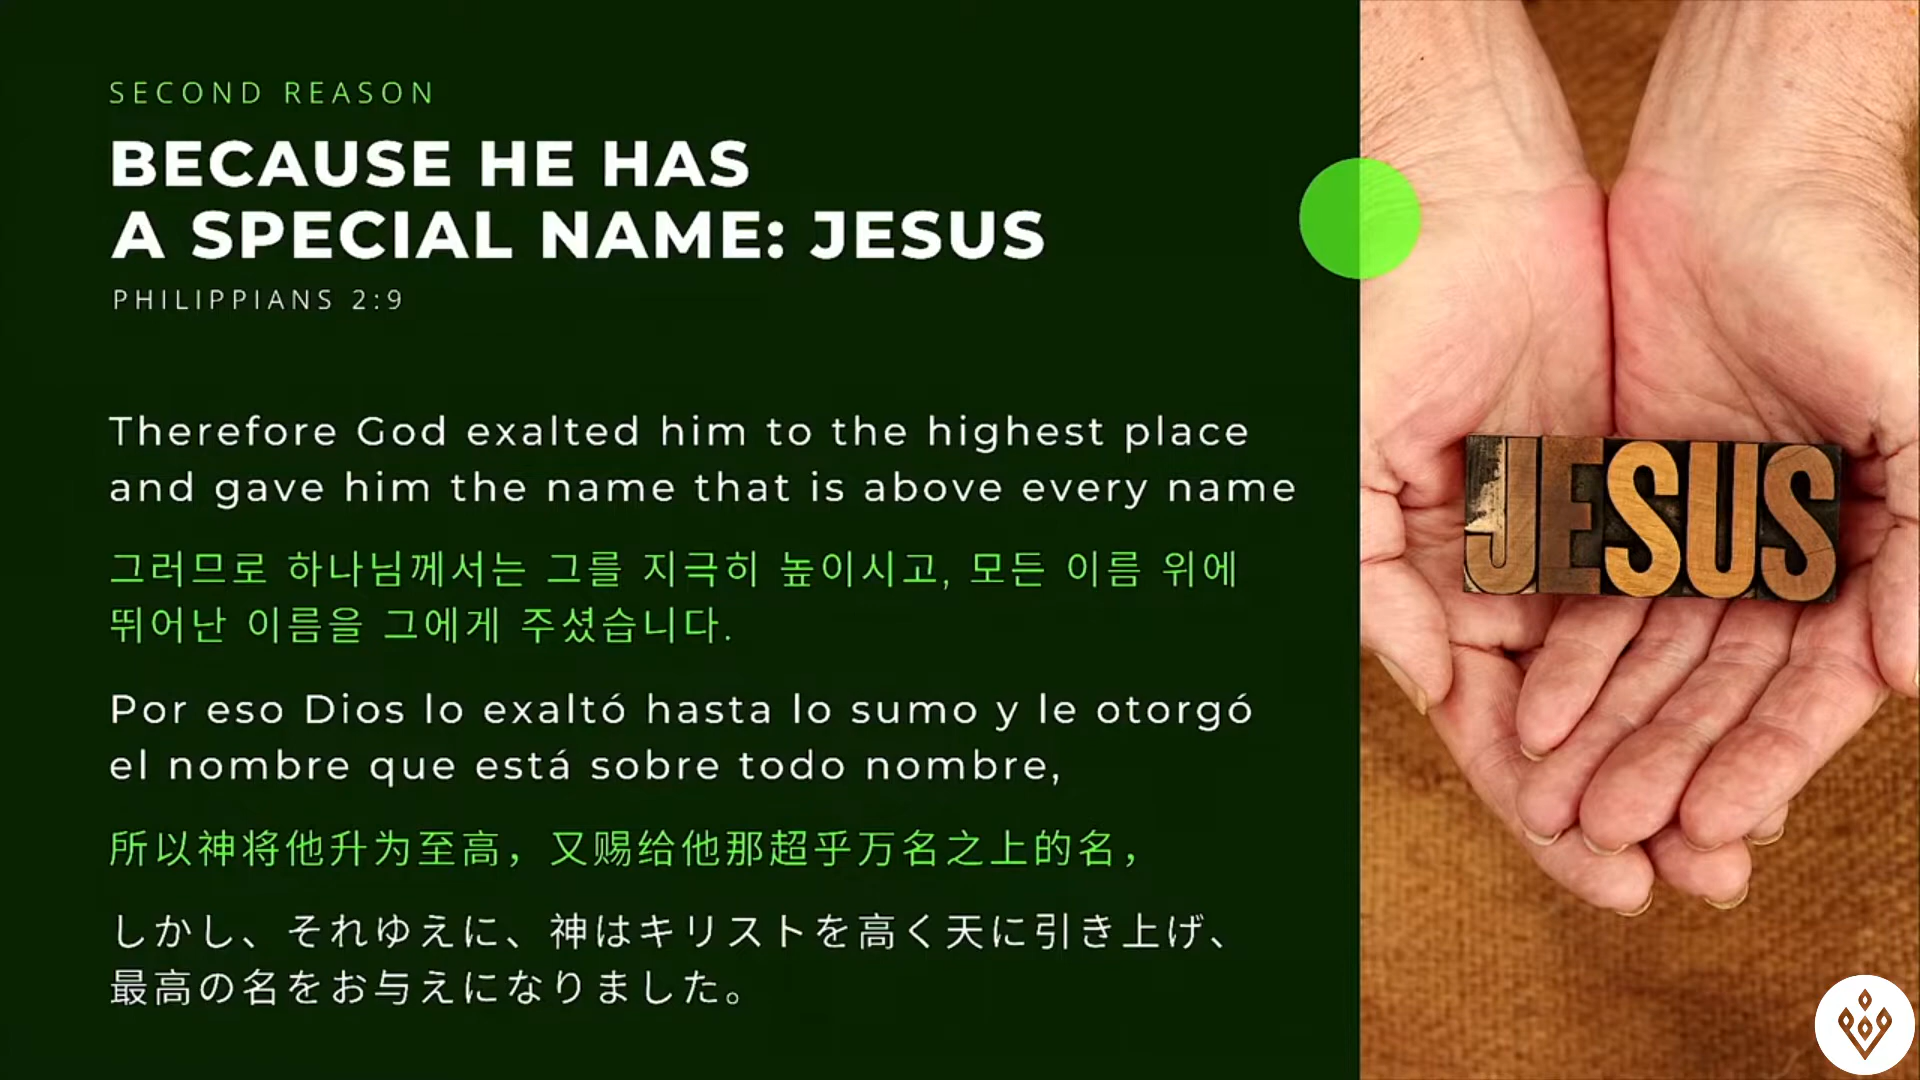 SECOND REASON
BECAUSE HE HAS
A SPECIAL NAME: JESUS
PHILIPPIANS 2:9
Therefore God exalted him to the highest place
and gave him the name that is above every name
그러므로 하나님께서는 그를 지극히 높이시고, 모든 이름 위에
뛰어난 이름을 그에게 주셨습니다.
Por eso Dios lo exaltó hasta lo sumo y le otorgó
el nombre que está sobre todo nombre,
所以神将他升为至高，又赐给他那超乎万名之上的名，
しかし、それゆえに、神はキリストを高く天に引き上げ、
最高の名をお与えになりました。
JESUS